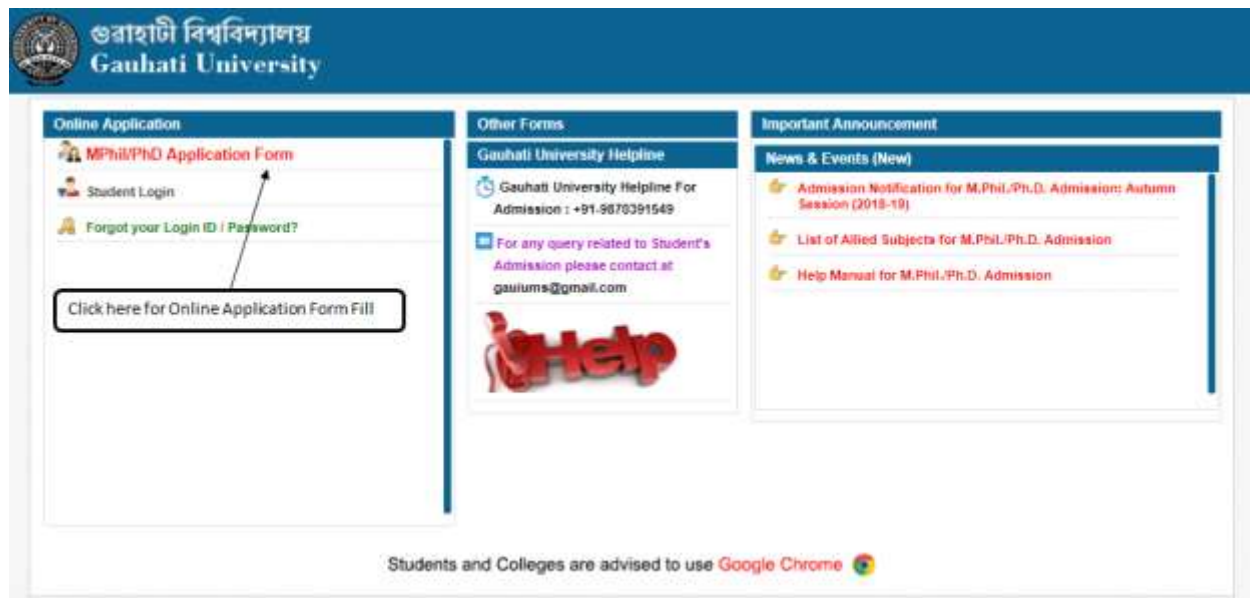 গুৱাহাটী বিশ্ববিদ্যালয়
Gauhati University
Online Application
MPhil/PhD Application Form
Student Login
Forgot your Login ID / Password?
Click here for Online Application Form Fill
Other Forms
Gauhati University Helpline
Gauhati University Helpline For
Admission : +91-9870391549
For any query related to Student's
Admission please contact at
gauiums@gmail.com
Help
Important Announcement
News & Events (New)
Admission Notification for M.Phil./Ph.D. Admission: Autumn
Session (2018-19)
List of Allied Subjects for M.Phil./Ph.D. Admission
Help Manual for M.Phil./Ph.D. Admission
Students and Colleges are advised to use Google Chrome